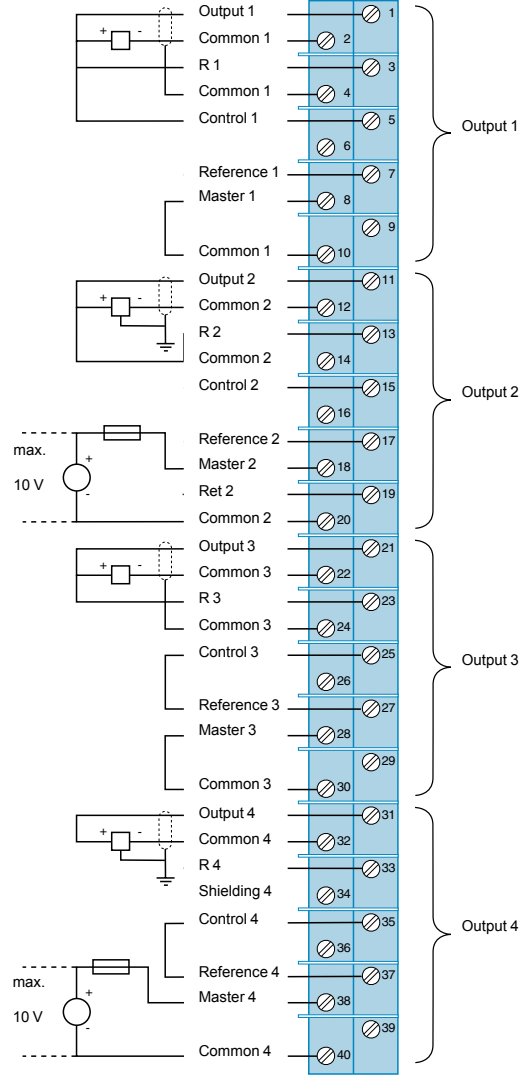 Output 1 1
+ - Common 1 2
R 1 3
Common 1 4
Control 1 5
Output 1
6
Reference 1 7
Master 1 8
9
Common 1 10
Output 2 11
+ - Common 2 12
R 2 13
Common 2 14
Control 2 15
Output 2
16
Reference 2 17
max.
+ Master 2 18
10 V
- Ret 2 19
Common 2 20
Output 3 21
+ - Common 3 22
R 3 23
Common 3 24
Control 3 25
Output 3
26
Reference 3 27
Master 3 28
29
Common 3 30
Output 4 31
+ - Common 4 32
R 4 33
Shielding 4 34
Control 4 35
Output 4
36
Reference 4 37
max.
+ Master 4 38
10 V
- 39
Common 4 40